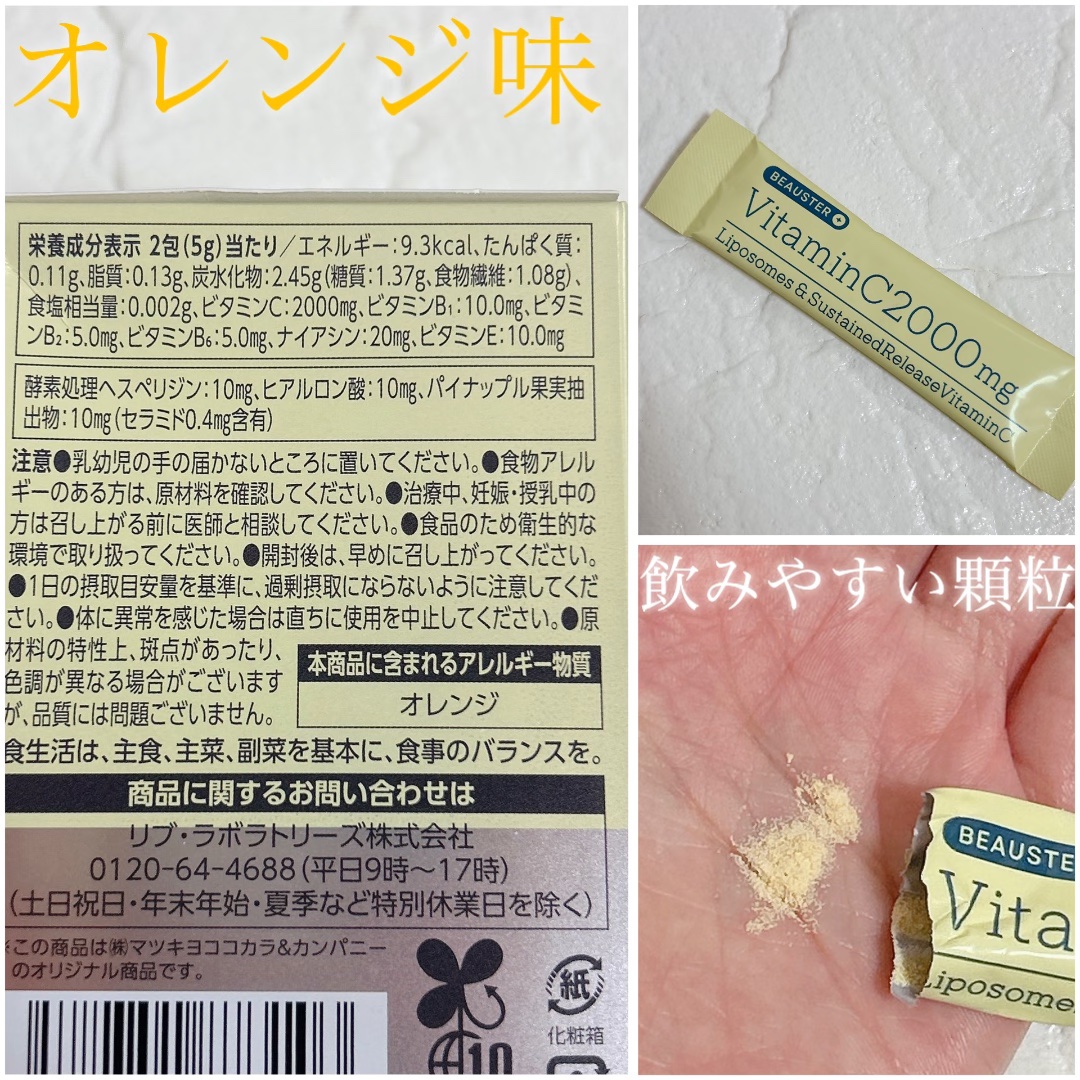 オレンジ味
栄養成分表示 2包(5g)当たり/エネルギー:9.3kcal、たんぱく質:
0.11g、脂質:0.13g、炭水化物:2.45g(糖質:1.37g、食物繊維:1.08g)、
食塩相当量:0.002g、ビタミンC:2000mg、ビタミンB₁:10.0mg、ビタミ
ンB₂:5.0mg、ビタミンB₆:5.0mg、ナイアシン:20mg、ビタミンE:10.0mg
酵素処理ヘスペリジン:10mg、ヒアルロン酸:10mg、パイナップル果実抽
出物:10mg(セラミド0.4mg含有)
注意●乳幼児の手の届かないところに置いてください。●食物アレル
ギーのある方は、原材料を確認してください。●治療中、妊娠・授乳中の
方は召し上がる前に医師と相談してください。●食品のため衛生的な
環境で取り扱ってください。●開封後は、早めに召し上がってください。
●1日の摂取目安量を基準に、過剰摂取にならないように注意してくだ
さい。●体に異常を感じた場合は直ちに使用を中止してください。●原
材料の特性上、斑点があったり、
色調が異なる場合がございます
が、品質には問題ございません。
本商品に含まれるアレルギー物質
オレンジ
食生活は、主食、主菜、副菜を基本に、食事のバランスを。
商品に関するお問い合わせは
リブ・ラボラトリーズ株式会社
0120-64-4688(平日9時〜17時)
(土日祝日・年末年始・夏季など特別休業日を除く)
※この商品は㈱マツキヨココカラ&カンパニー
のオリジナル商品です。
紙
化粧箱
10
BEAUSTER+
VitaminC2000mg
Liposomes & SustainedReleaseVitaminC
飲みやすい顆粒
BEAUSTER
Vita
Liposomes